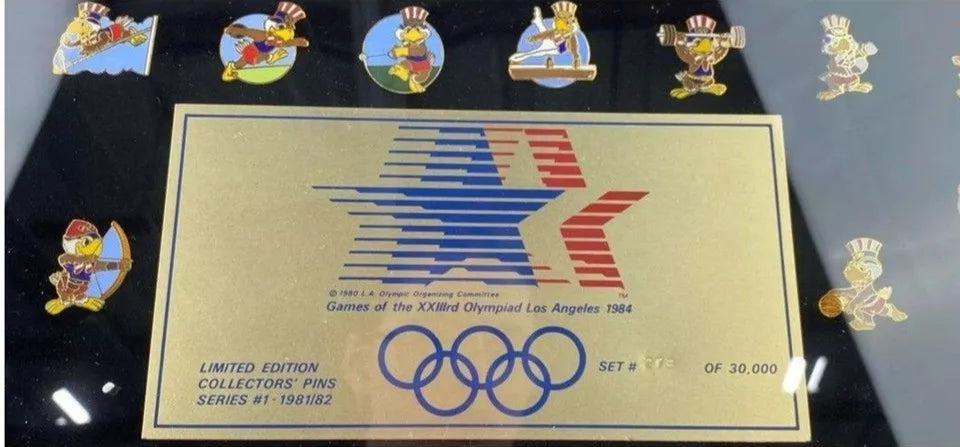 © 1980 L.A. Olympic Organizing Committee
TM
Games of the XXIIIrd Olympiad Los Angeles 1984
LIMITED EDITION
COLLECTORS' PINS
SERIES #1 - 1981/82
SET # OF 30,000